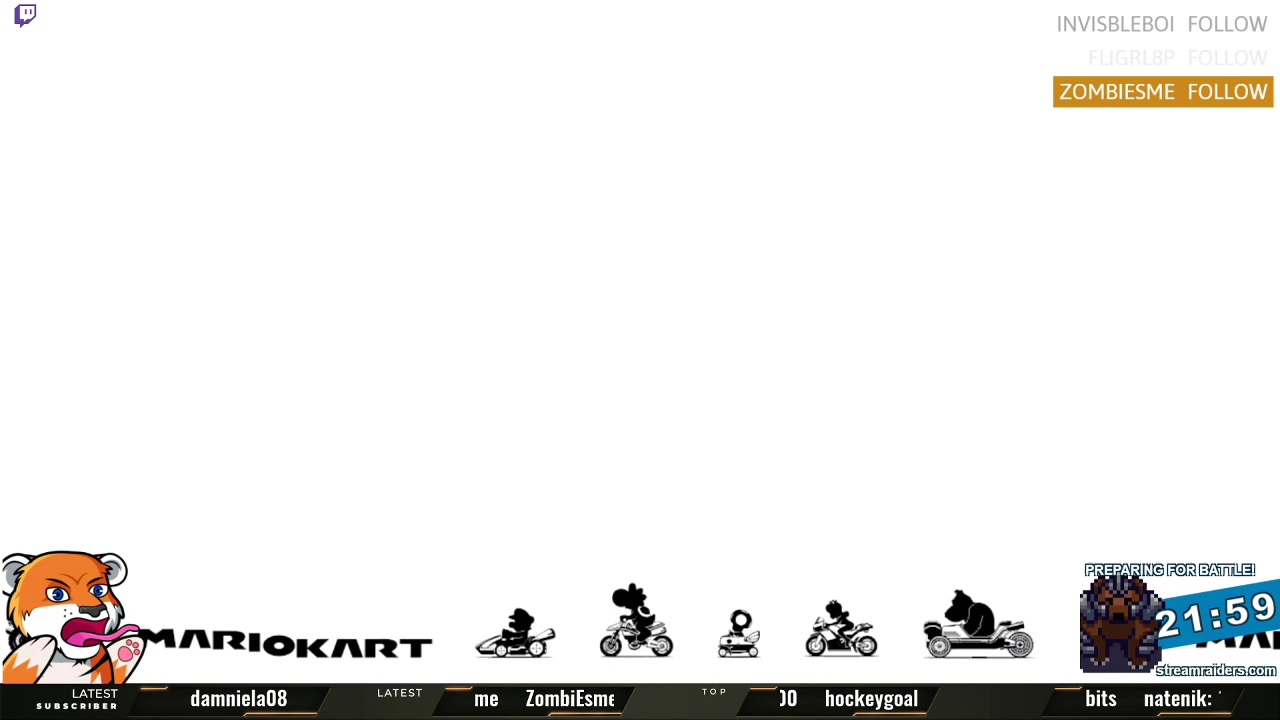 INVISBLEBOI FOLLOW
FLIGRL8P FOLLOW
ZOMBIESME FOLLOW
PREPARING FOR BATTLE!
21:59
MARIOKART
streamraiders.com
LATEST SUBSCRIBER
damniela08
LATEST
me ZombiEsme
TOP
hockeygoal
bits natenik: